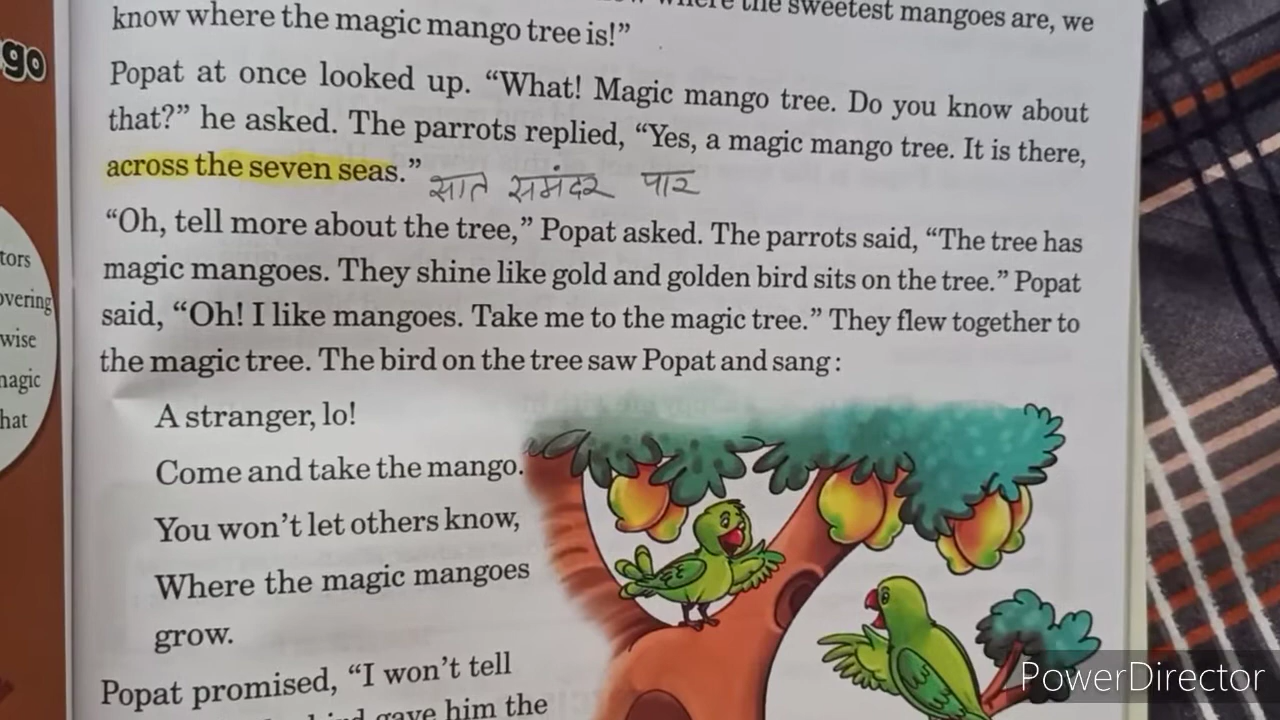 go
where the sweetest mangoes are, we
know where the magic mango tree is!”
Popat at once looked up. “What! Magic mango tree. Do you know about
that?” he asked. The parrots replied, “Yes, a magic mango tree. It is there,
across the seven seas.” सात समंदर पार
“Oh, tell more about the tree,” Popat asked. The parrots said, “The tree has
magic mangoes. They shine like gold and golden bird sits on the tree.” Popat
said, “Oh! I like mangoes. Take me to the magic tree.” They flew together to
the magic tree. The bird on the tree saw Popat and sang :
A stranger, lo!
Come and take the mango.
You won’t let others know,
Where the magic mangoes
grow.
Popat promised, “I won’t tell
gave him the
tors
overing
wise
magic
hat
PowerDirector